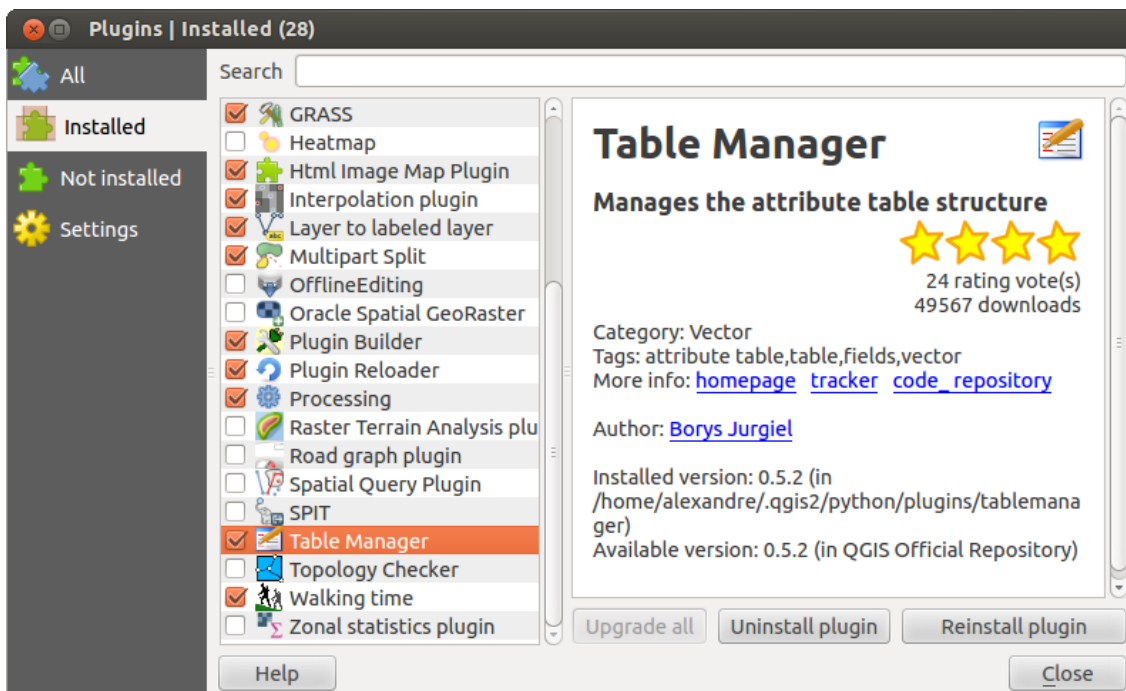 Plugins | Installed (28)
All
Installed
Not installed
Settings
Search
GRASS
Heatmap
Html Image Map Plugin
Interpolation plugin
Layer to labeled layer
Multipart Split
OfflineEditing
Oracle Spatial GeoRaster
Plugin Builder
Plugin Reloader
Processing
Raster Terrain Analysis plu
Road graph plugin
Spatial Query Plugin
SPIT
Table Manager
Topology Checker
Walking time
Zonal statistics plugin
Table Manager
Manages the attribute table structure
24 rating vote(s)
49567 downloads
Category: Vector
Tags: attribute table,table,fields,vector
More info: homepage tracker code_repository
Author: Borys Jurgiel
Installed version: 0.5.2 (in
/home/alexandre/.qgis2/python/plugins/tablemana
ger)
Available version: 0.5.2 (in QGIS Official Repository)
Upgrade all
Uninstall plugin
Reinstall plugin
Help
Close